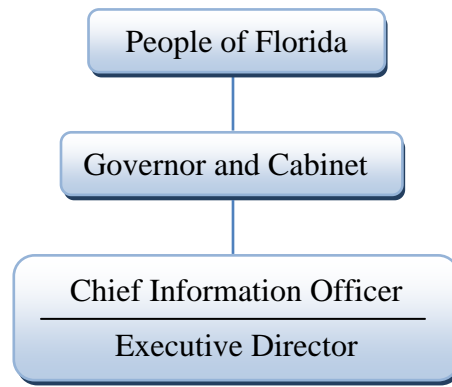 People of Florida
Governor and Cabinet
Chief Information Officer
Executive Director